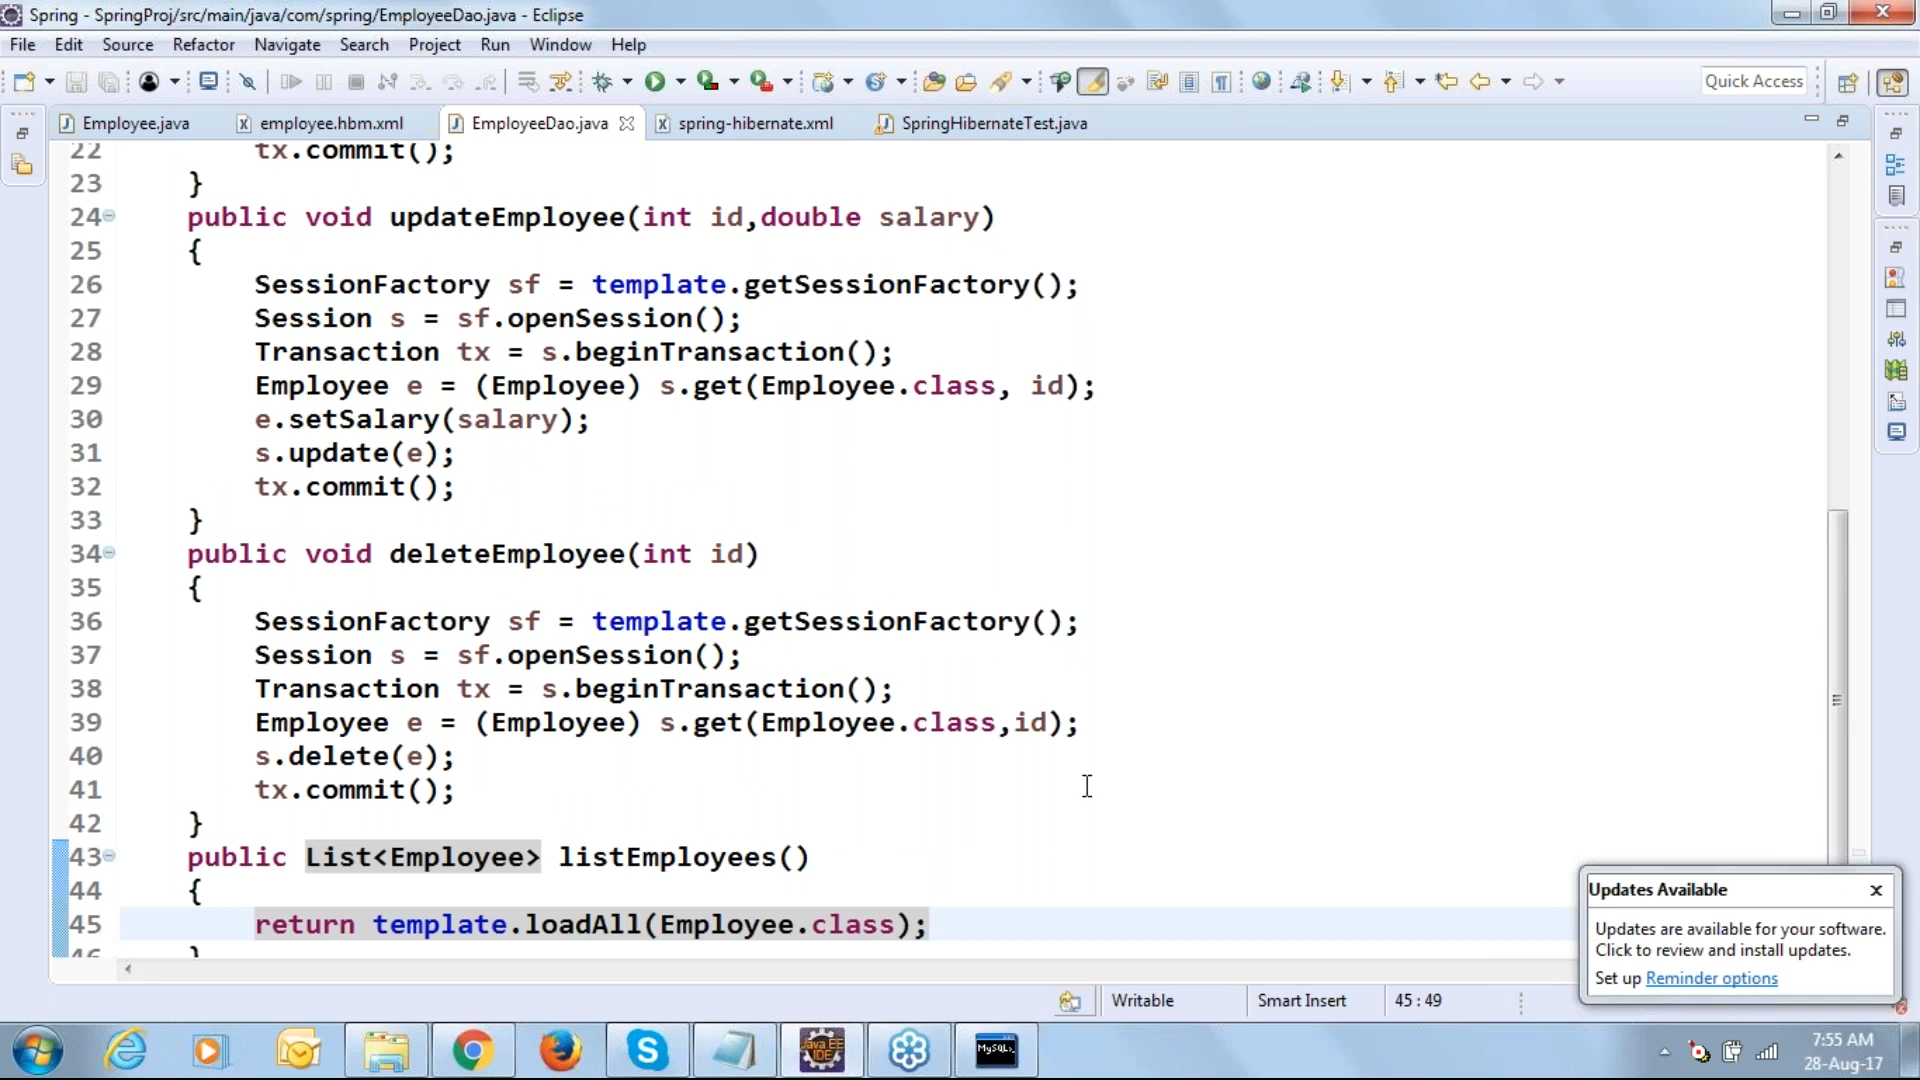 Spring - SpringProj/src/main/java/com/spring/EmployeeDao.java - Eclipse
File Edit Source Refactor Navigate Search Project Run Window Help
Quick Access
Employee.java employee.hbm.xml EmployeeDao.java spring-hibernate.xml SpringHibernateTest.java
22 tx.commit();
23 }
24 public void updateEmployee(int id,double salary)
25 {
26 SessionFactory sf = template.getSessionFactory();
27 Session s = sf.openSession();
28 Transaction tx = s.beginTransaction();
29 Employee e = (Employee) s.get(Employee.class, id);
30 e.setSalary(salary);
31 s.update(e);
32 tx.commit();
33 }
34 public void deleteEmployee(int id)
35 {
36 SessionFactory sf = template.getSessionFactory();
37 Session s = sf.openSession();
38 Transaction tx = s.beginTransaction();
39 Employee e = (Employee) s.get(Employee.class,id);
40 s.delete(e);
41 tx.commit();
42 }
43 public List<Employee> listEmployees()
44 {
45 return template.loadAll(Employee.class);
46 }
Updates Available
Updates are available for your software.
Click to review and install updates.
Set up Reminder options
Writable Smart Insert 45 : 49
Java EE
IDE
MySQL>
7:55 AM
28-Aug-17